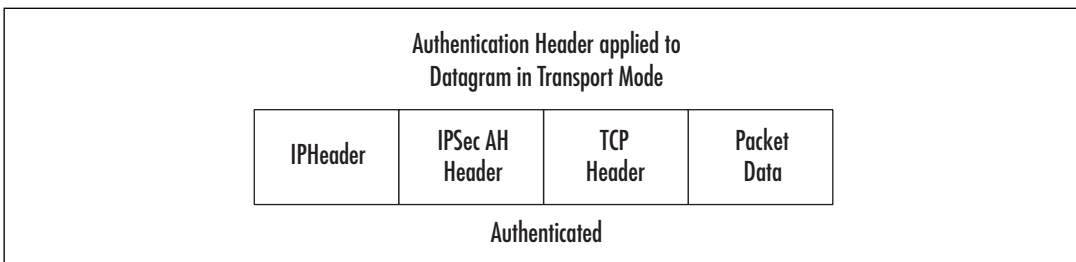 Authentication Header applied to
Datagram in Transport Mode
IPHeader
IPSec AH
Header
TCP
Header
Packet
Data
Authenticated